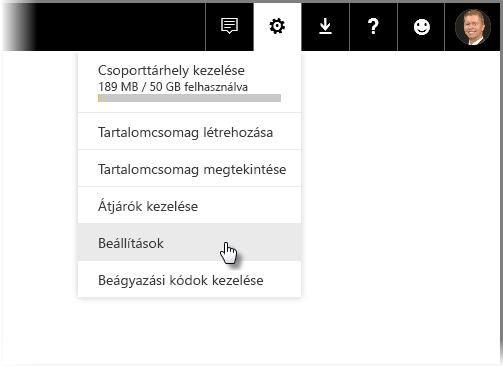 Csoporttárhely kezelése
189 MB / 50 GB felhasználva
Tartalomcsomag létrehozása
Tartalomcsomag megtekintése
Átjárók kezelése
Beállítások
Beágyazási kódok kezelése